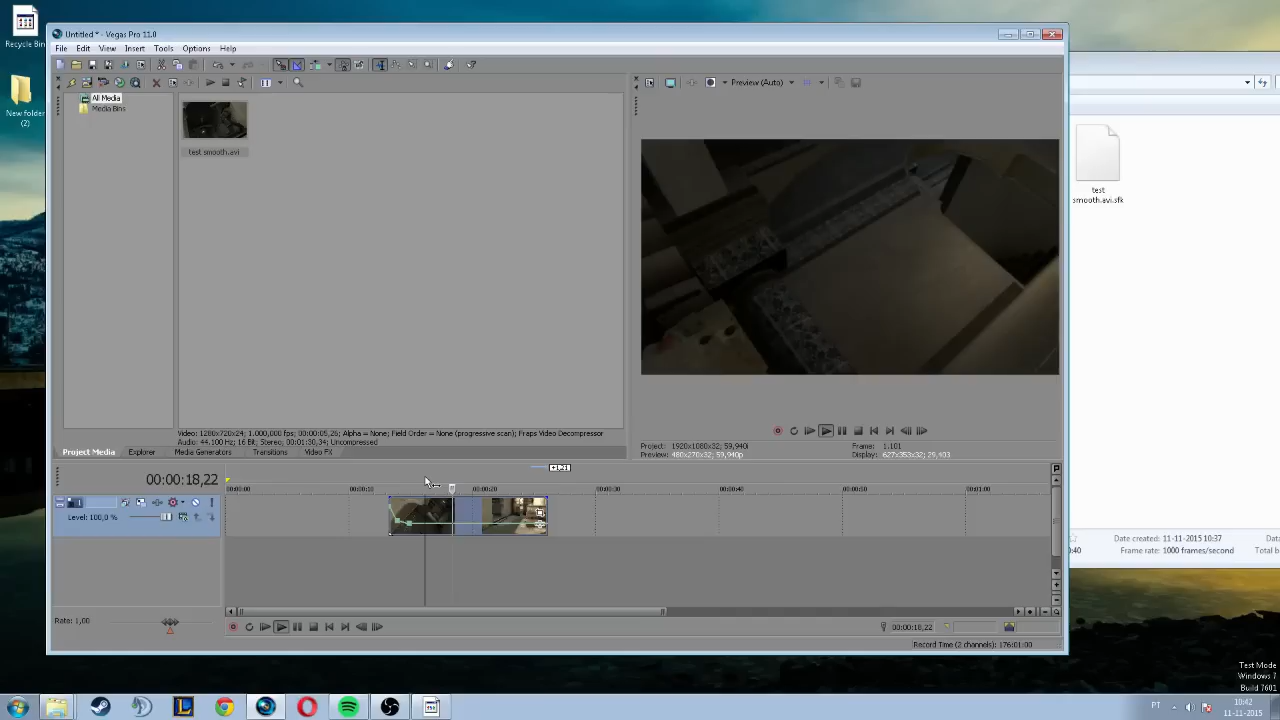 Recycle Bin
New folder
(2)
Untitled * - Vegas Pro 11.0
File Edit View Insert Tools Options Help
All Media
Media Bins
test smooth.avi
Preview (Auto)
test
smooth.avi.sfk
Video: 1280x720x24; 1.000,000 fps; 00:00:05,25; Alpha = None; Field Order = None (progressive scan); Fraps Video Decompressor
Audio: 44.100 Hz; 16 Bit; Stereo; 00:01:30,34; Uncompressed
Project Media Explorer Media Generators Transitions Video FX
Project: 1920x1080x32; 59,940i
Preview: 480x270x32; 59,940p
Frame: 1.101
Display: 627x353x32; 29,403
00:00:18,22
+1.21
00:00:00 00:00:10 00:00:20 00:00:30 00:00:40 00:00:50 00:01:00
1
Level: 100,0 %
Rate: 1,00
00:00:18,22
Record Time (2 channels): 176:01:00
Date created: 11-11-2015 10:37
Frame rate: 1000 frames/second
Total b
Test Mode
Windows 7
Build 7601
PT
10:42
11-11-2015